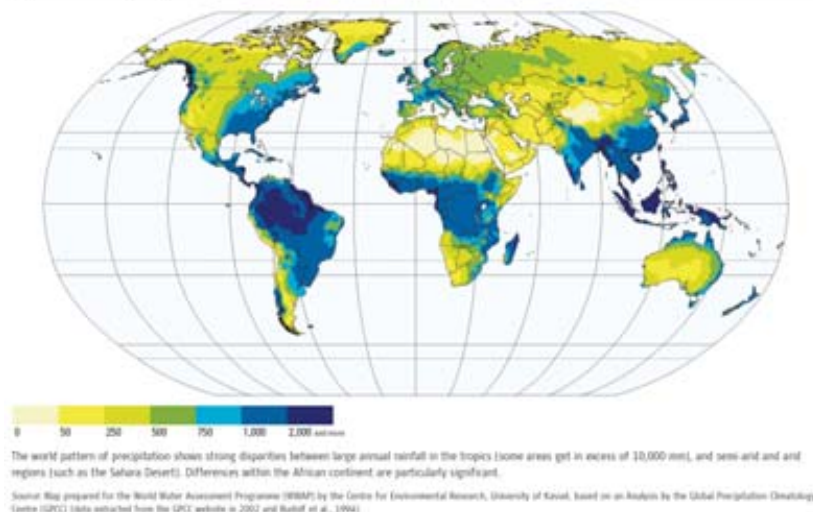 0 50 250 500 750 1,000 2,000 and more
The world pattern of precipitation shows strong disparities between large annual rainfall in the tropics (some areas get in excess of 10,000 mm), and semi-arid and arid
regions (such as the Sahara Desert). Differences within the African continent are particularly significant.
Source: Map prepared for the World Water Assessment Programme (WWAP) by the Centre for Environmental Research, University of Kassel, based on an Analysis by the Global Precipitation Climatology
Centre (GPCC) (data extracted from the GPCC website in 2002 and Rudolf et al., 1994).